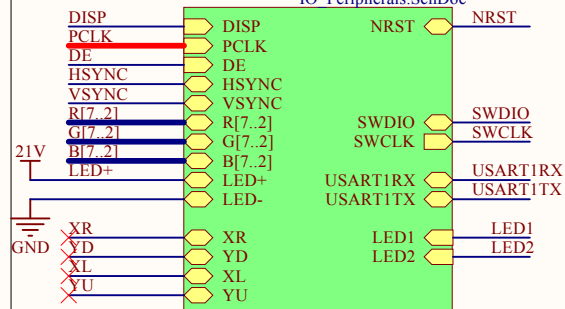 IO_Peripherals.SchDoc
DISP DISP NRST NRST
PCLK PCLK
DE DE
HSYNC HSYNC
VSYNC VSYNC
R[7..2] R[7..2] SWDIO SWDIO
G[7..2] G[7..2] SWCLK SWCLK
B[7..2] B[7..2]
21V LED+ LED+ USART1RX USART1RX
LED- USART1TX USART1TX
GND XR XR LED1 LED1
YD YD LED2 LED2
XL XL
YU YU